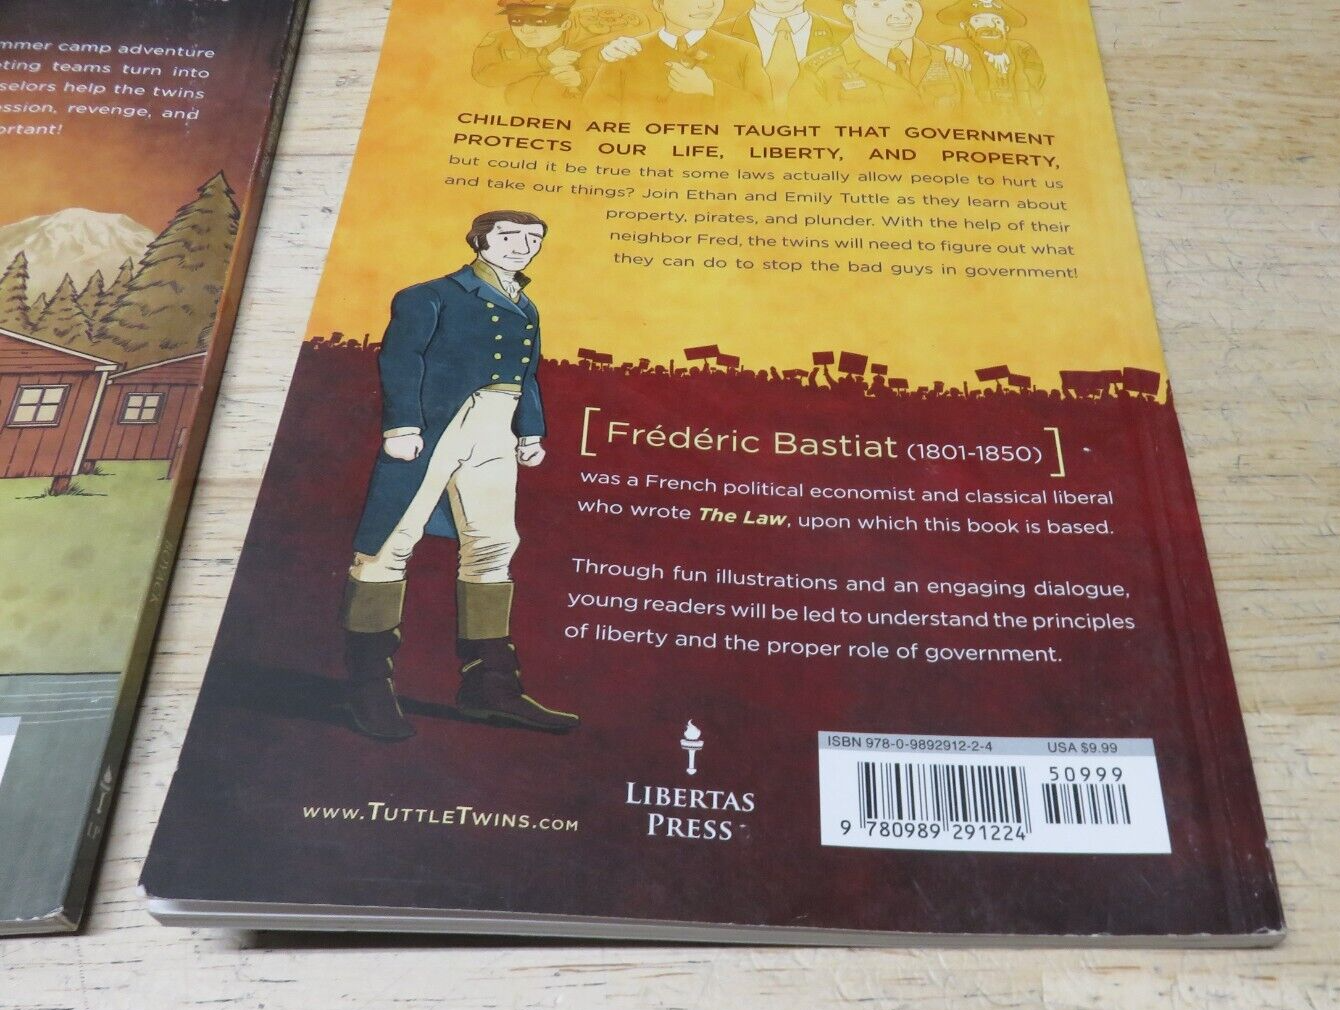 mmer camp adventure
eting teams turn into
selors help the twins
ession, revenge, and
ortant!
CHILDREN ARE OFTEN TAUGHT THAT GOVERNMENT
PROTECTS OUR LIFE, LIBERTY, AND PROPERTY,
but could it be true that some laws actually allow people to hurt us
and take our things? Join Ethan and Emily Tuttle as they learn about
property, pirates, and plunder. With the help of their
neighbor Fred, the twins will need to figure out what
they can do to stop the bad guys in government!
[Frédéric Bastiat (1801-1850)]
was a French political economist and classical liberal
who wrote The Law, upon which this book is based.
Through fun illustrations and an engaging dialogue,
young readers will be led to understand the principles
of liberty and the proper role of government.
WWW.TUTTLETWINS.COM
LIBERTAS
PRESS
ISBN 978-0-9892912-2-4 USA $9.99
50999
9 780989 291224